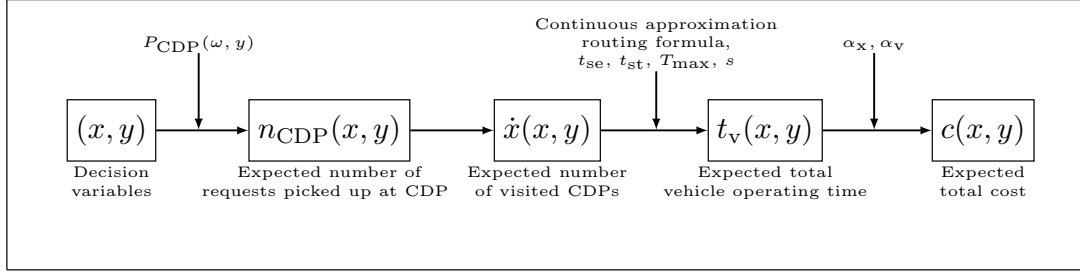 Continuous approximation
routing formula,
P_CDP(ω, y)
t_se, t_st, T_max, s
α_x, α_v
(x, y)
n_CDP(x, y)
ẋ(x, y)
t_v(x, y)
c(x, y)
Decision
variables
Expected number of
requests picked up at CDP
Expected number
of visited CDPs
Expected total
vehicle operating time
Expected
total cost